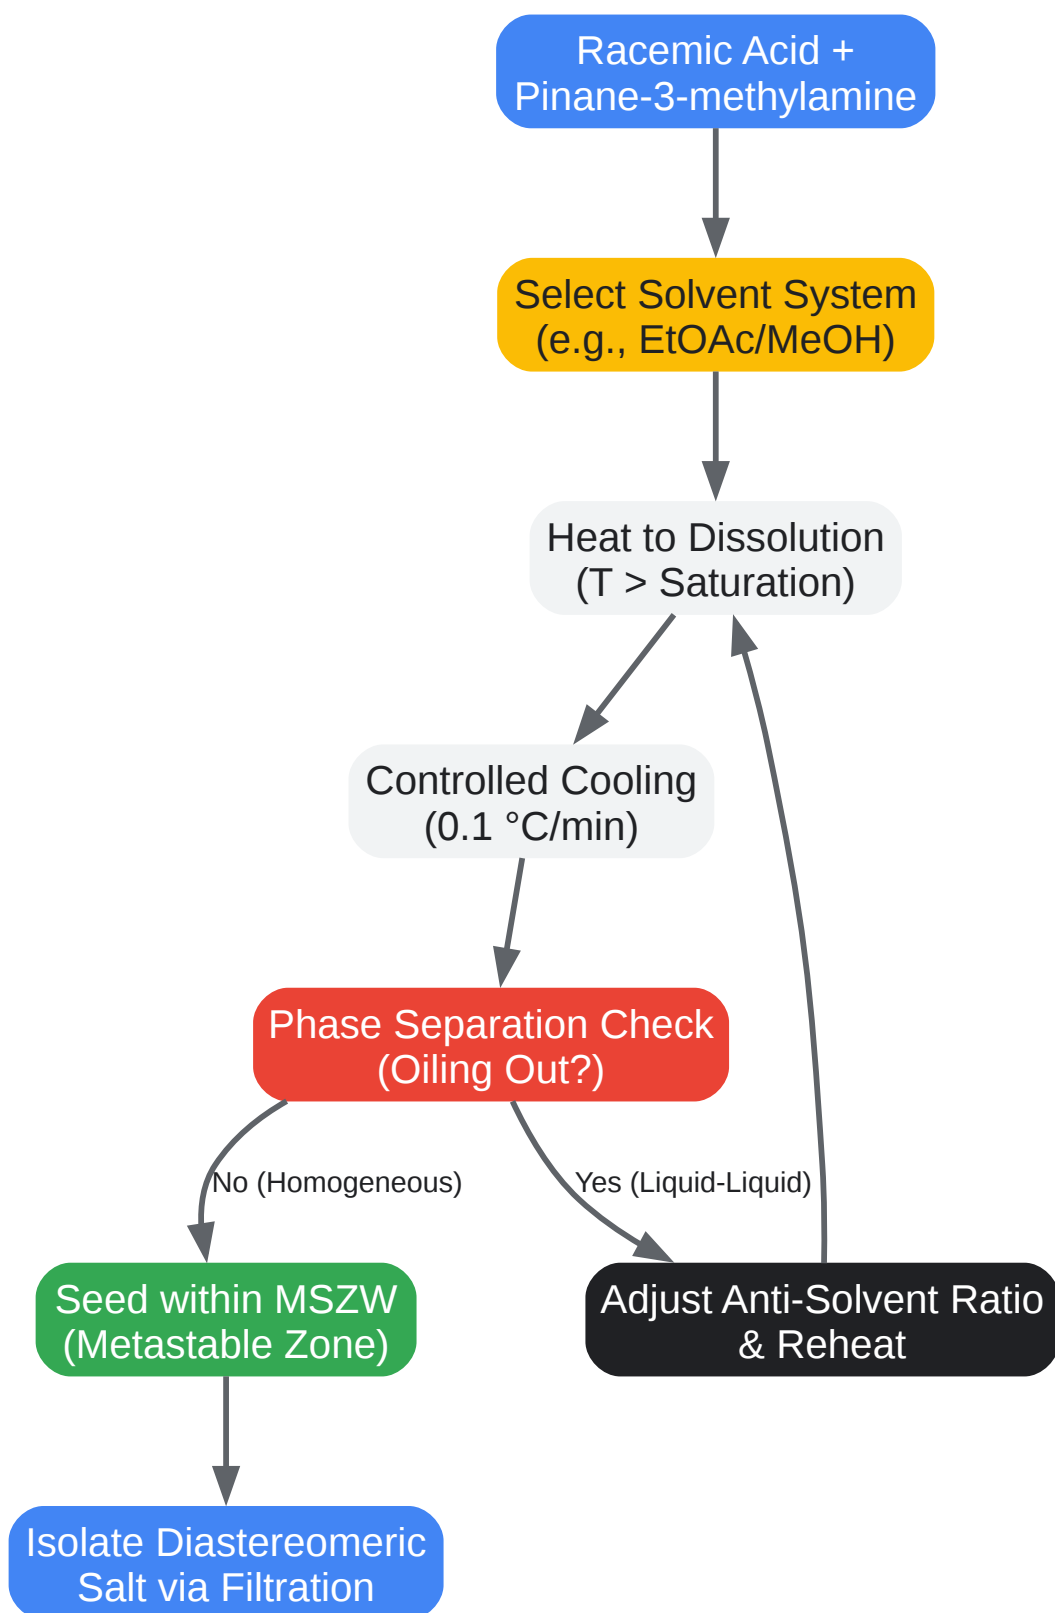 Racemic Acid +
Pinane-3-methylamine
Select Solvent System
(e.g., EtOAc/MeOH)
Heat to Dissolution
(T > Saturation)
Controlled Cooling
(0.1 °C/min)
Phase Separation Check
(Oiling Out?)
No (Homogeneous)
Yes (Liquid-Liquid)
Seed within MSZW
(Metastable Zone)
Adjust Anti-Solvent Ratio
& Reheat
Isolate Diastereomeric
Salt via Filtration